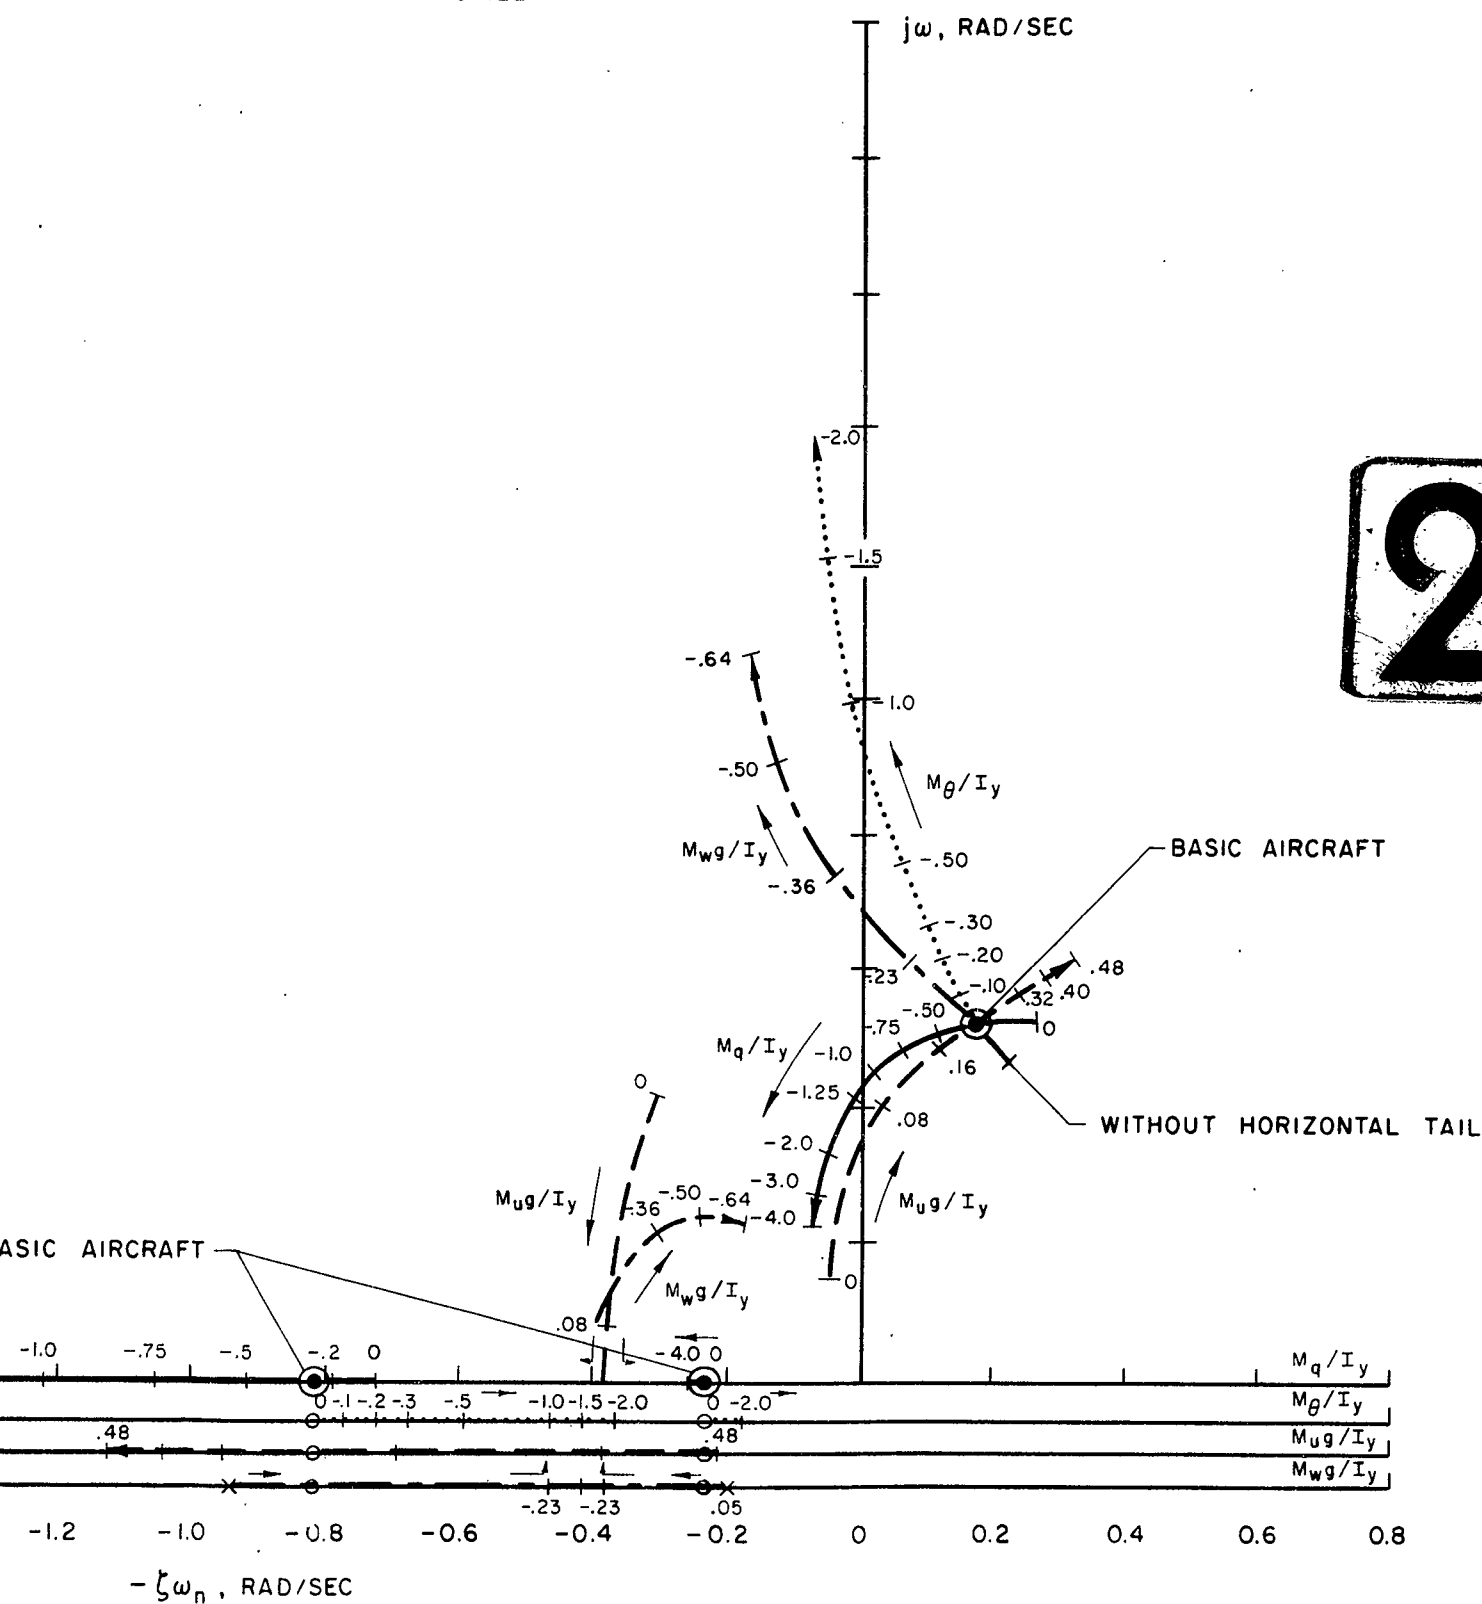 jω, RAD/SEC
-2.0
-1.5
2
-.64
-1.0
-.50
Mθ/Iy
Mwg/Iy
BASIC AIRCRAFT
-.50
-.36
-.30
-.20
.48
-.23
-.10
.32 .40
-.50
0
-.75
Mq/Iy
-1.0
.16
0
-1.25
.08
WITHOUT HORIZONTAL TAIL
-2.0
-3.0
-.50
Mug/Iy
-.36
-.64
-4.0
Mug/Iy
ASIC AIRCRAFT
0
Mwg/Iy
.08
-1.0 -.75 -.5 -.2 0
-4.0 0
Mq/Iy
0 -.1 -.2 -.3 -.5 -1.0 -1.5 -2.0 0 -2.0
Mθ/Iy
.48
.48
Mug/Iy
Mwg/Iy
-.23 -.23 .05
-1.2 -1.0 -0.8 -0.6 -0.4 -0.2 0 0.2 0.4 0.6 0.8
-ζωn, RAD/SEC